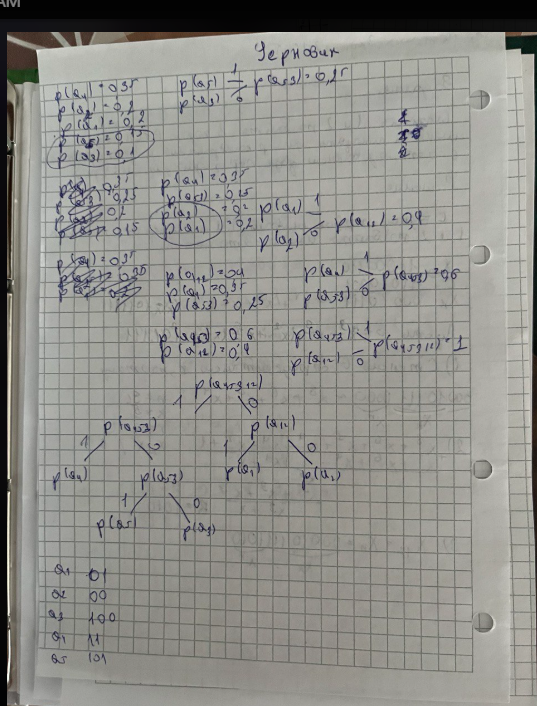 AM
Черновик
p(a4) = 0,35
p(a2) = 0,2
p(a1) = 0,2
p(a5) = 0,15
p(a3) = 0,1
p(a5) 1
p(a3) 0
p(a53) = 0,25
p(a4) = 0,35
p(a53) = 0,25
p(a2) = 0,2
p(a1) = 0,2
p(a1) 1
p(a2) 0
p(a12) = 0,4
p(a12) = 0,4
p(a4) = 0,35
p(a53) = 0,25
p(a4) 1
p(a53) 0
p(a453) = 0,6
p(a453) = 0,6
p(a12) = 0,4
p(a453) 1
p(a12) 0
p(a45312) = 1
p(a45312)
1 0
p(a453) p(a12)
1 0 1 0
p(a4) p(a53) p(a1) p(a2)
1 0
p(a5) p(a3)
a1 01
a2 00
a3 100
a4 11
a5 101